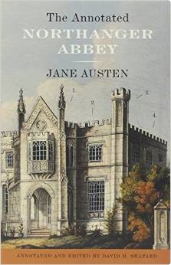 The Annotated
NORTHANGER
ABBEY
JANE AUSTEN
ANNOTATED AND EDITED BY DAVID M. SHAPARD